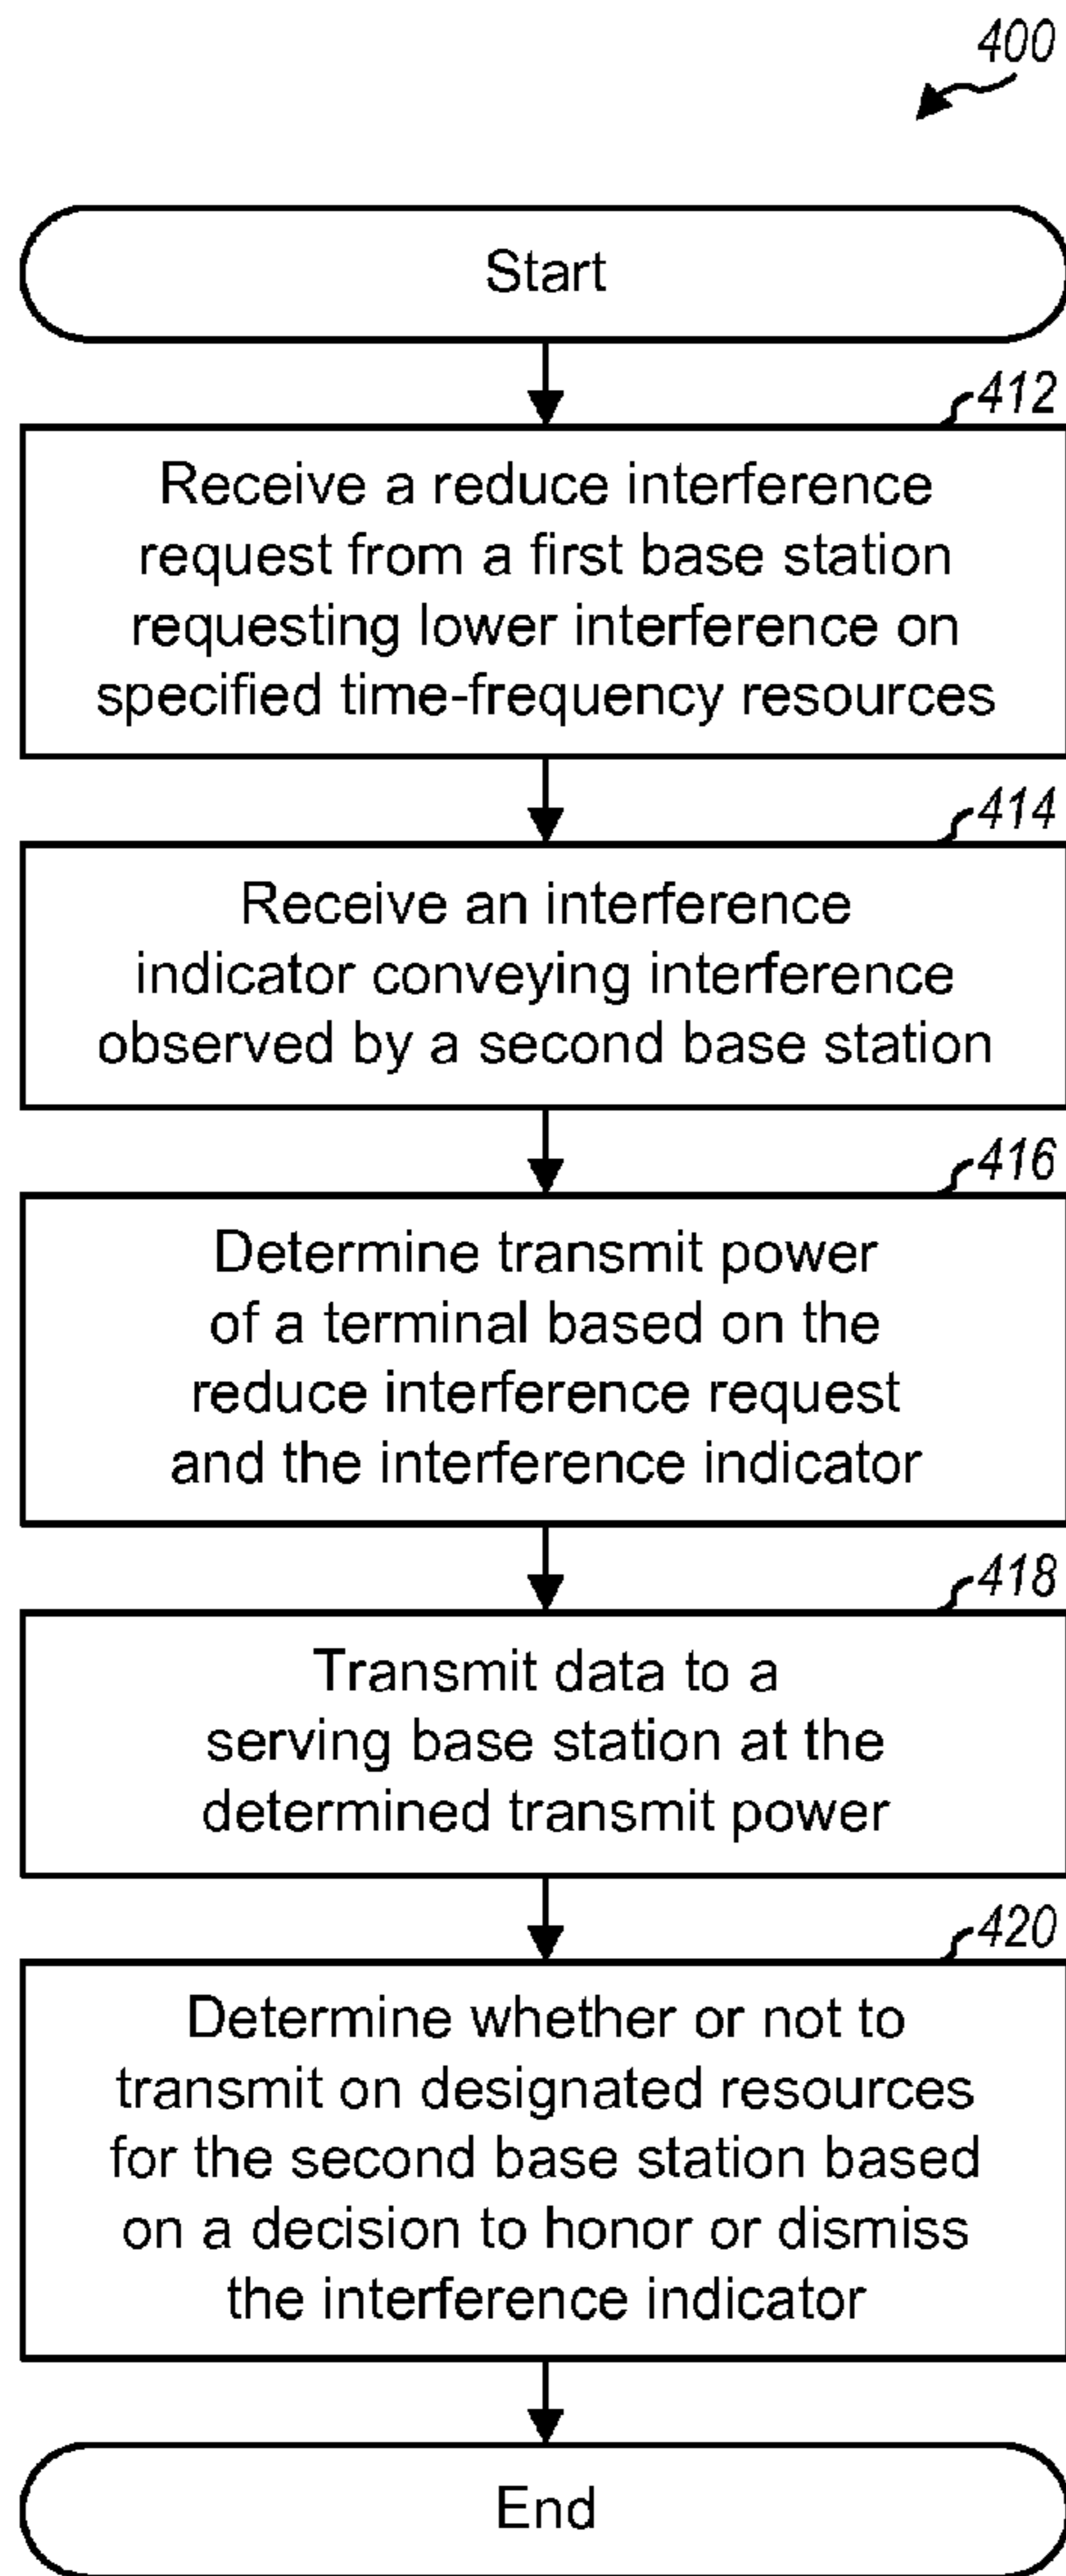 400
Start
412
Receive a reduce interference
request from a first base station
requesting lower interference on
specified time-frequency resources
414
Receive an interference
indicator conveying interference
observed by a second base station
416
Determine transmit power
of a terminal based on the
reduce interference request
and the interference indicator
418
Transmit data to a
serving base station at the
determined transmit power
420
Determine whether or not to
transmit on designated resources
for the second base station based
on a decision to honor or dismiss
the interference indicator
End